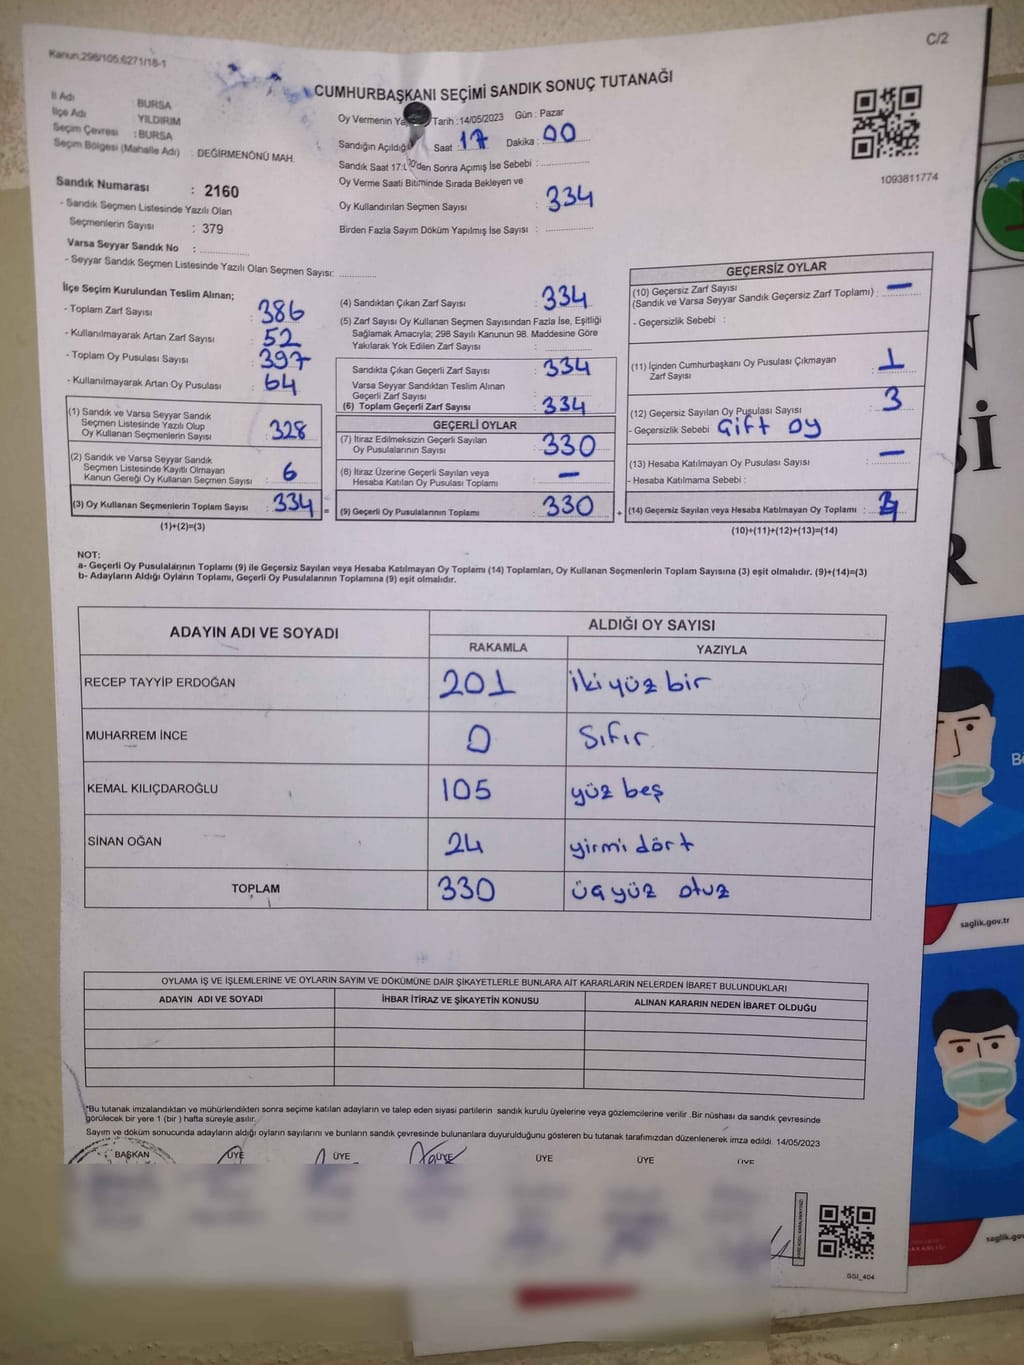 C/2
Kanun,298/105.6271/18-1
CUMHURBAŞKANI SEÇİMİ SANDIK SONUÇ TUTANAĞI
İl Adı BURSA
İlçe Adı YILDIRIM
Seçim Çevresi : BURSA
Seçim Bölgesi (Mahalle Adı) : DEĞİRMENÖNÜ MAH.
Sandık Numarası : 2160
- Sandık Seçmen Listesinde Yazılı Olan
Seçmenlerin Sayısı : 379
Varsa Seyyar Sandık No :
- Seyyar Sandık Seçmen Listesinde Yazılı Olan Seçmen Sayısı:
Oy Vermenin Tarih :14/05/2023 Gün : Pazar
Sandığın Açıldığı Saat : 17 Dakika : 00
Sandık Saat 17: den Sonra Açımış İse Sebebi :
Oy Verme Saati Bitiminde Sırada Bekleyen ve
Oy Kullandırılan Seçmen Sayısı : 334
Birden Fazla Sayım Döküm Yapılmış İse Sayısı :
1093811774
İlçe Seçim Kurulundan Teslim Alınan;
- Toplam Zarf Sayısı : 386
- Kullanılmayarak Artan Zarf Sayısı : 52
- Toplam Oy Pusulası Sayısı : 397
- Kullanılmayarak Artan Oy Pusulası : 64
(1) Sandık ve Varsa Seyyar Sandık
Seçmen Listesinde Yazılı Olup
Oy Kullanan Seçmenlerin Sayısı : 328
(2) Sandık ve Varsa Seyyar Sandık
Seçmen Listesinde Kayıtlı Olmayan
Kanun Gereği Oy Kullanan Seçmen Sayısı : 6
(3) Oy Kullanan Seçmenlerin Toplam Sayısı : 334
(1)+(2)=(3)
(4) Sandıktan Çıkan Zarf Sayısı : 334
(5) Zarf Sayısı Oy Kullanan Seçmen Sayısından Fazla İse, Eşitliği
Sağlamak Amacıyla; 298 Sayılı Kanunun 98. Maddesine Göre
Yakılarak Yok Edilen Zarf Sayısı :
Sandıkta Çıkan Geçerli Zarf Sayısı : 334
Varsa Seyyar Sandıktan Teslim Alınan
Geçerli Zarf Sayısı :
(6) Toplam Geçerli Zarf Sayısı : 334
GEÇERLİ OYLAR
(7) İtiraz Edilmeksizin Geçerli Sayılan
Oy Pusulalarının Sayısı : 330
(8) İtiraz Üzerine Geçerli Sayılan veya
Hesaba Katılan Oy Pusulası Toplamı : –
= (9) Geçerli Oy Pusulalarının Toplamı : 330
GEÇERSİZ OYLAR
(10) Geçersiz Zarf Sayısı
(Sandık ve Varsa Seyyar Sandık Geçersiz Zarf Toplamı) : –
- Geçersizlik Sebebi :
(11) İçinden Cumhurbaşkanı Oy Pusulası Çıkmayan
Zarf Sayısı : 1
(12) Geçersiz Sayılan Oy Pusulası Sayısı : 3
- Geçersizlik Sebebi Çift oy
(13) Hesaba Katılmayan Oy Pusulası Sayısı : –
- Hesaba Katılmama Sebebi :
+ (14) Geçersiz Sayılan veya Hesaba Katılmayan Oy Toplamı :
(10)+(11)+(12)+(13)=(14)
NOT:
a- Geçerli Oy Pusulalarının Toplamı (9) ile Geçersiz Sayılan veya Hesaba Katılmayan Oy Toplamı (14) Toplamları, Oy Kullanan Seçmenlerin Toplam Sayısına (3) eşit olmalıdır. (9)+(14)=(3)
b- Adayların Aldığı Oyların Toplamı, Geçerli Oy Pusulalarının Toplamına (9) eşit olmalıdır.
ADAYIN ADI VE SOYADI ALDIĞI OY SAYISI
RAKAMLA YAZIYLA
RECEP TAYYİP ERDOĞAN 201 iki yüz bir
MUHARREM İNCE 0 Sıfır
KEMAL KILIÇDAROĞLU 105 yüz beş
SİNAN OĞAN 24 yirmi dört
TOPLAM 330 üç yüz otuz
OYLAMA İŞ VE İŞLEMLERİNE VE OYLARIN SAYIM VE DÖKÜMÜNE DAİR ŞİKAYETLERLE BUNLARA AİT KARARLARIN NELERDEN İBARET BULUNDUKLARI
ADAYIN ADI VE SOYADI İHBAR İTİRAZ VE ŞİKAYETİN KONUSU ALINAN KARARIN NEDEN İBARET OLDUĞU
*Bu tutanak imzalandıktan ve mühürlendikten sonra seçime katılan adayların ve talep eden siyasi partilerin sandık kurulu üyelerine veya gözlemcilerine verilir .Bir nüshası da sandık çevresinde
görülecek bir yere 1 (bir ) hafta süreyle asılır.
Sayım ve döküm sonucunda adayların aldığı oyların sayılarını ve bunların sandık çevresinde bulunanlara duyurulduğunu gösteren bu tutanak tarafımızdan düzenlenerek imza edildi. 14/05/2023
BAŞKAN ÜYE ÜYE ÜYE ÜYE ÜYE ÜYE
SSI_404
saglik.gov.tr
saglik.gov